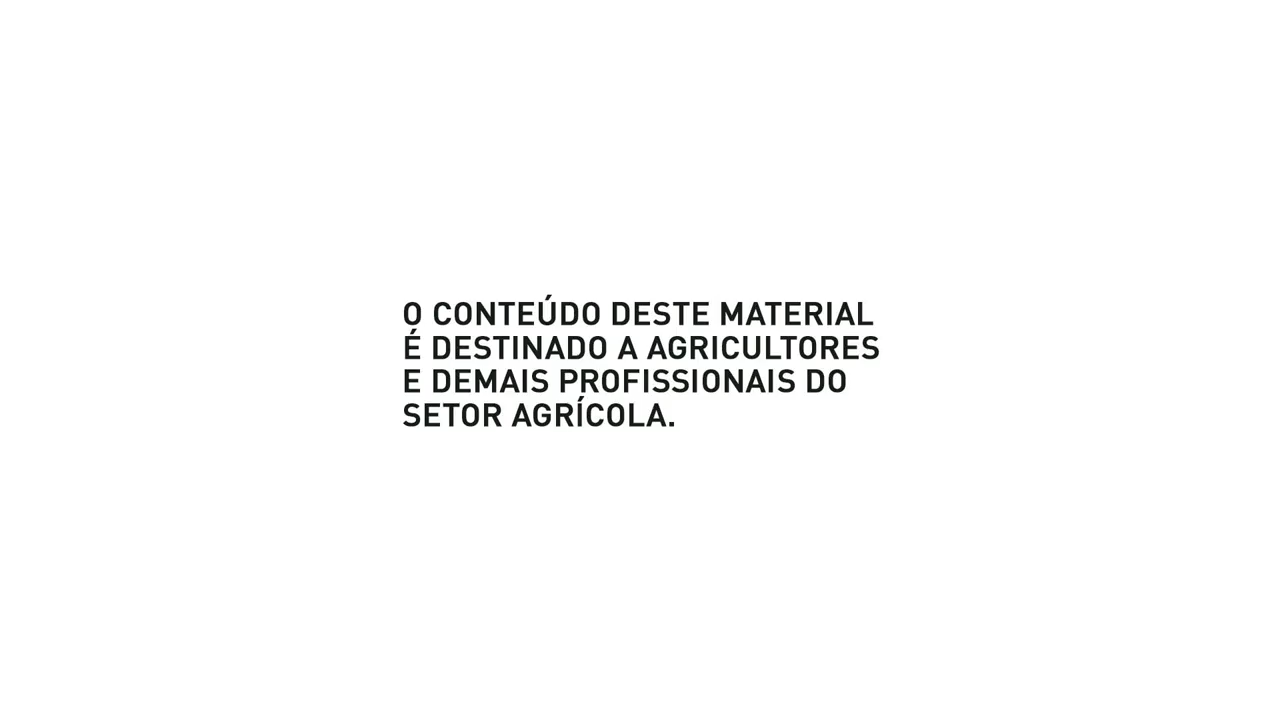 O CONTEÚDO DESTE MATERIAL
É DESTINADO A AGRICULTORES
E DEMAIS PROFISSIONAIS DO
SETOR AGRÍCOLA.